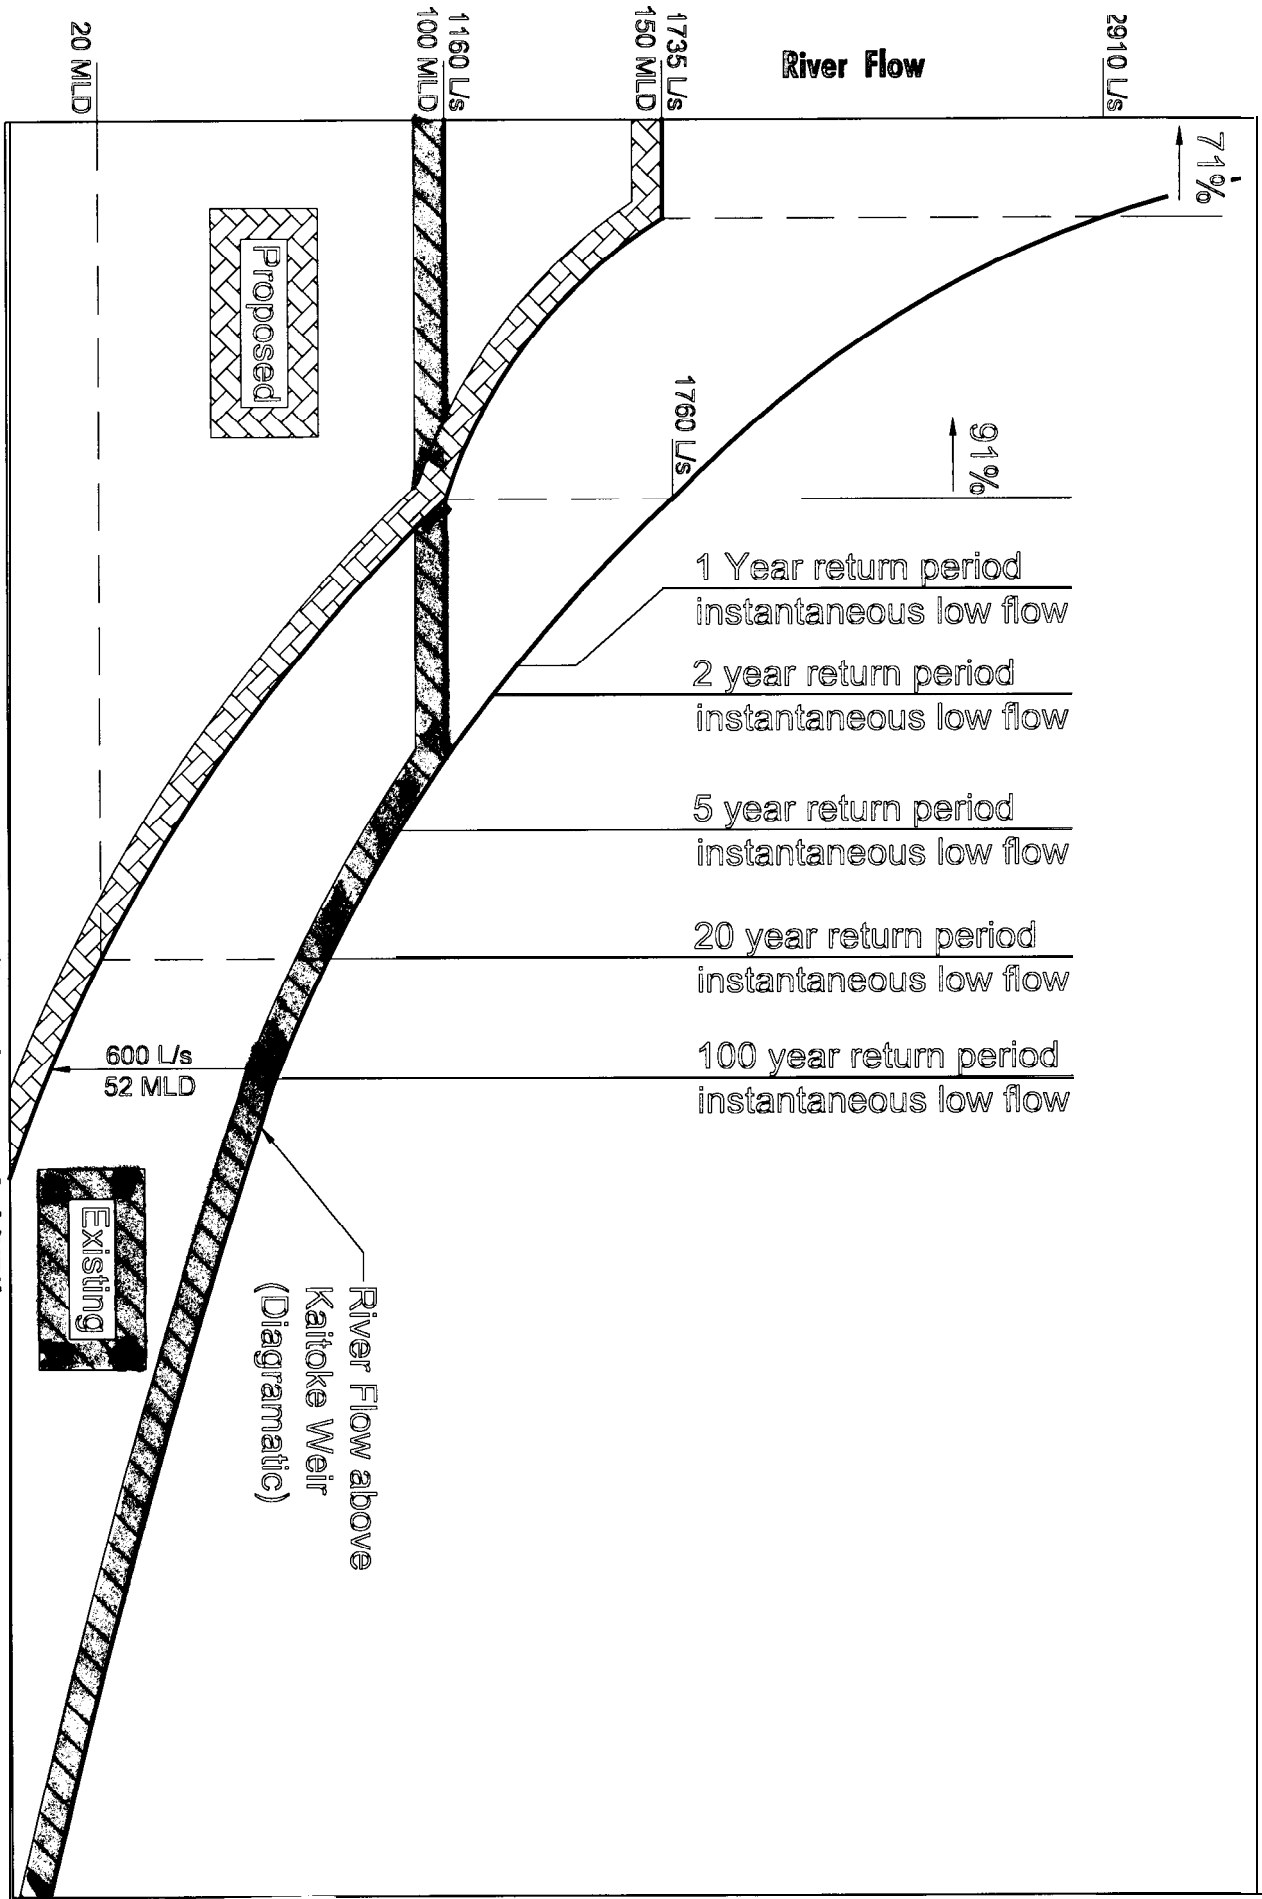 River Flow
2910 L/s
1735 L/s
150 MLD
1160 L/s
100 MLD
20 MLD
71%
91%
1760 L/s
1 Year return period
instantaneous low flow
2 year return period
instantaneous low flow
5 year return period
instantaneous low flow
20 year return period
instantaneous low flow
100 year return period
instantaneous low flow
600 L/s
52 MLD
Proposed
Existing
River Flow above
Kaitoke Weir
(Diagramatic)